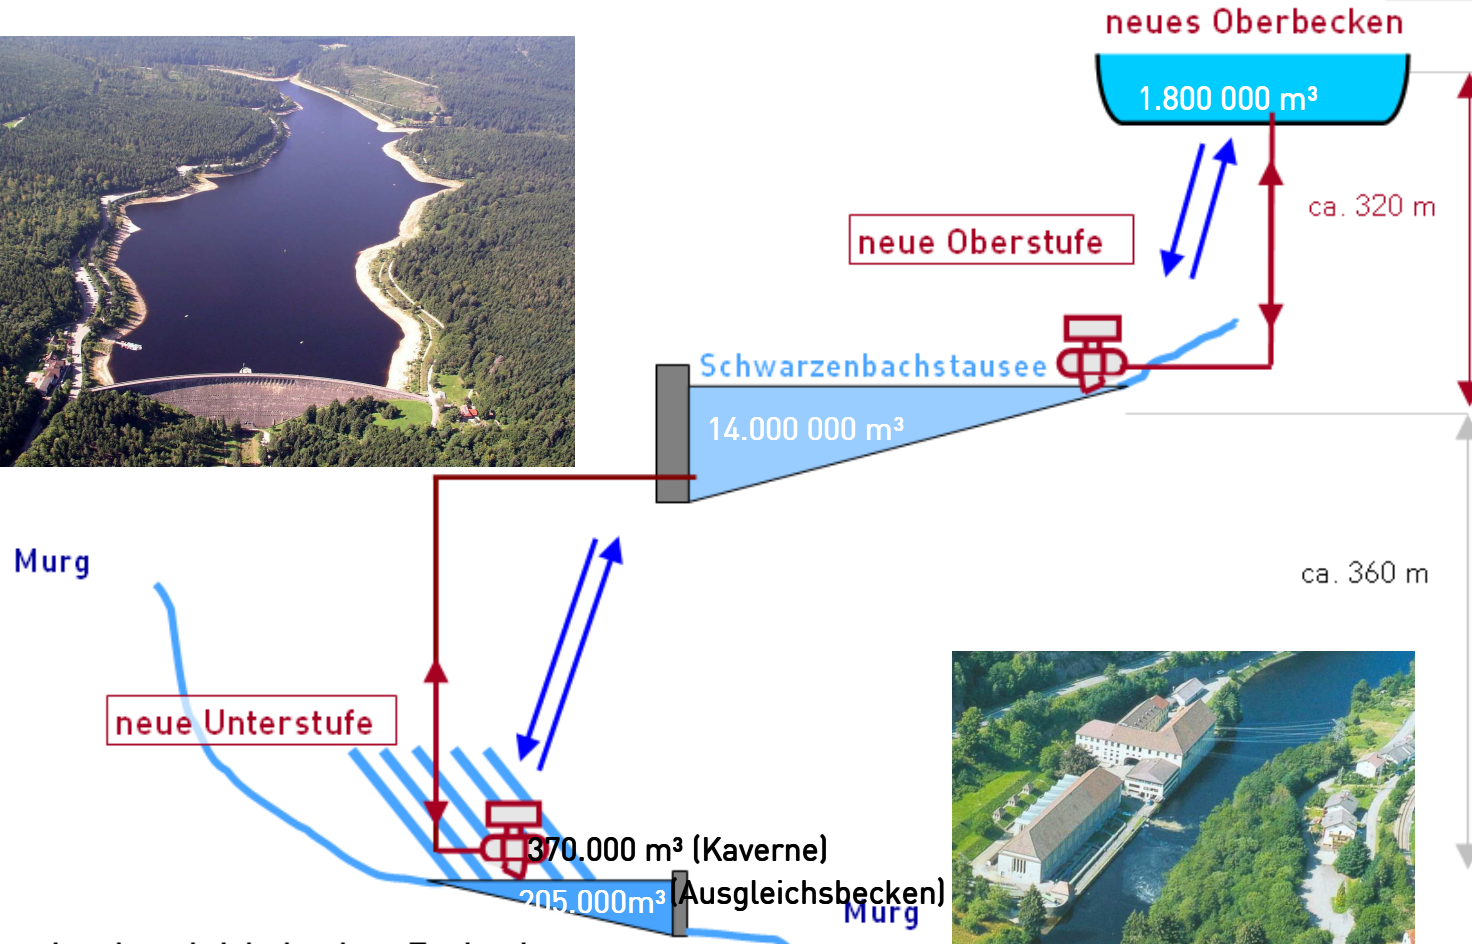 neues Oberbecken
1.800 000 m³
ca. 320 m
neue Oberstufe
Schwarzenbachstausee
14.000 000 m³
Murg
ca. 360 m
neue Unterstufe
370.000 m³ (Kaverne)
205.000m³ (Ausgleichsbecken)
Murg